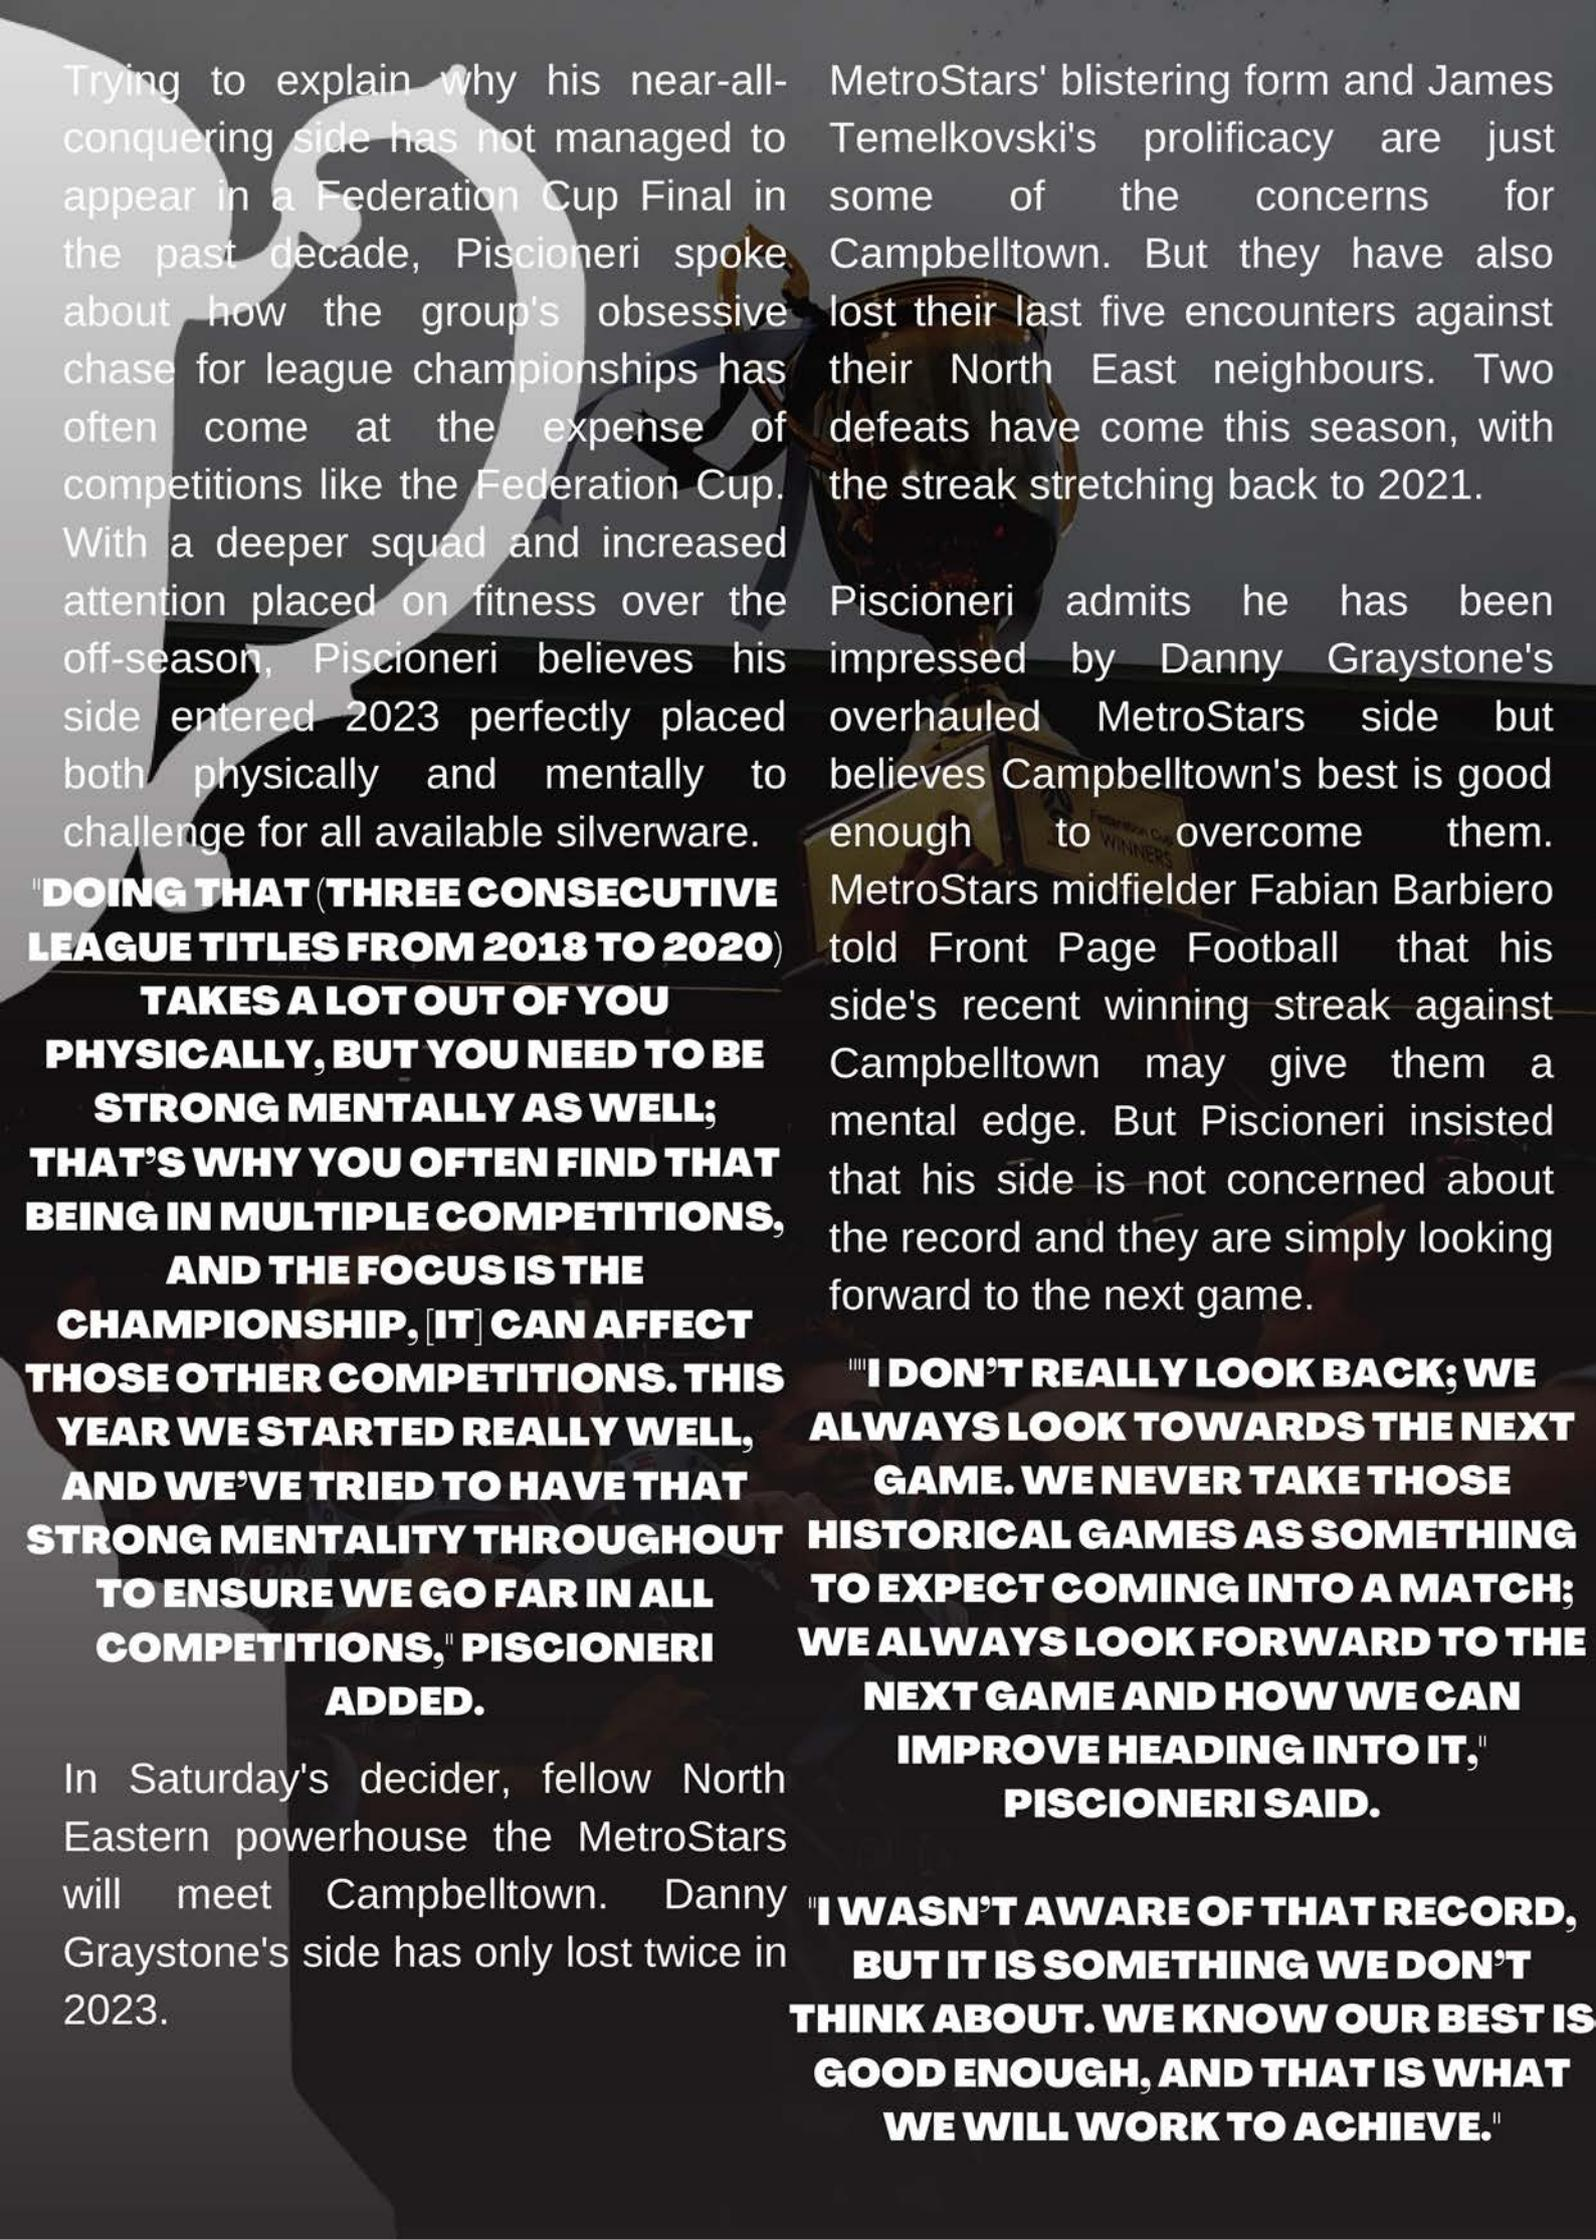 Trying to explain why his near-all-
conquering side has not managed to
appear in a Federation Cup Final in
the past decade, Piscioneri spoke
about how the group's obsessive
chase for league championships has
often come at the expense of
competitions like the Federation Cup.
With a deeper squad and increased
attention placed on fitness over the
off-season, Piscioneri believes his
side entered 2023 perfectly placed
both physically and mentally to
challenge for all available silverware.
"DOING THAT (THREE CONSECUTIVE
LEAGUE TITLES FROM 2018 TO 2020)
TAKES A LOT OUT OF YOU
PHYSICALLY, BUT YOU NEED TO BE
STRONG MENTALLY AS WELL;
THAT'S WHY YOU OFTEN FIND THAT
BEING IN MULTIPLE COMPETITIONS,
AND THE FOCUS IS THE
CHAMPIONSHIP, [IT] CAN AFFECT
THOSE OTHER COMPETITIONS. THIS
YEAR WE STARTED REALLY WELL,
AND WE'VE TRIED TO HAVE THAT
STRONG MENTALITY THROUGHOUT
TO ENSURE WE GO FAR IN ALL
COMPETITIONS," PISCIONERI
ADDED.
In Saturday's decider, fellow North
Eastern powerhouse the MetroStars
will meet Campbelltown. Danny
Graystone's side has only lost twice in
2023.
MetroStars' blistering form and James
Temelkovski's prolificacy are just
some of the concerns for
Campbelltown. But they have also
lost their last five encounters against
their North East neighbours. Two
defeats have come this season, with
the streak stretching back to 2021.
Piscioneri admits he has been
impressed by Danny Graystone's
overhauled MetroStars side but
believes Campbelltown's best is good
enough to overcome them.
MetroStars midfielder Fabian Barbiero
told Front Page Football that his
side's recent winning streak against
Campbelltown may give them a
mental edge. But Piscioneri insisted
that his side is not concerned about
the record and they are simply looking
forward to the next game.
""I DON'T REALLY LOOK BACK; WE
ALWAYS LOOK TOWARDS THE NEXT
GAME. WE NEVER TAKE THOSE
HISTORICAL GAMES AS SOMETHING
TO EXPECT COMING INTO A MATCH;
WE ALWAYS LOOK FORWARD TO THE
NEXT GAME AND HOW WE CAN
IMPROVE HEADING INTO IT,"
PISCIONERI SAID.
"I WASN'T AWARE OF THAT RECORD,
BUT IT IS SOMETHING WE DON'T
THINK ABOUT. WE KNOW OUR BEST IS
GOOD ENOUGH, AND THAT IS WHAT
WE WILL WORK TO ACHIEVE."
Federation Cup
WINNERS